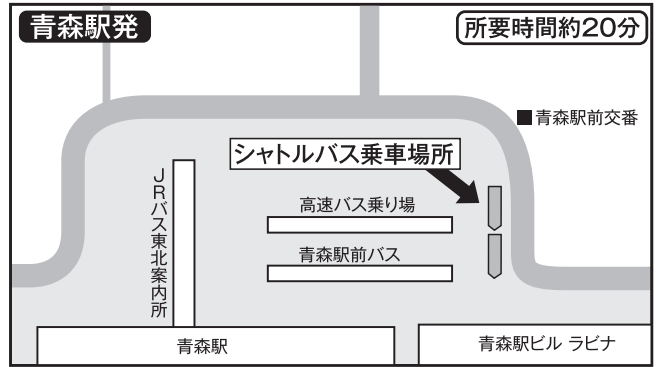 青森駅発
所要時間約20分
青森駅前交番
シャトルバス乗車場所
JRバス東北案内所
高速バス乗り場
青森駅前バス
青森駅
青森駅ビル ラビナ